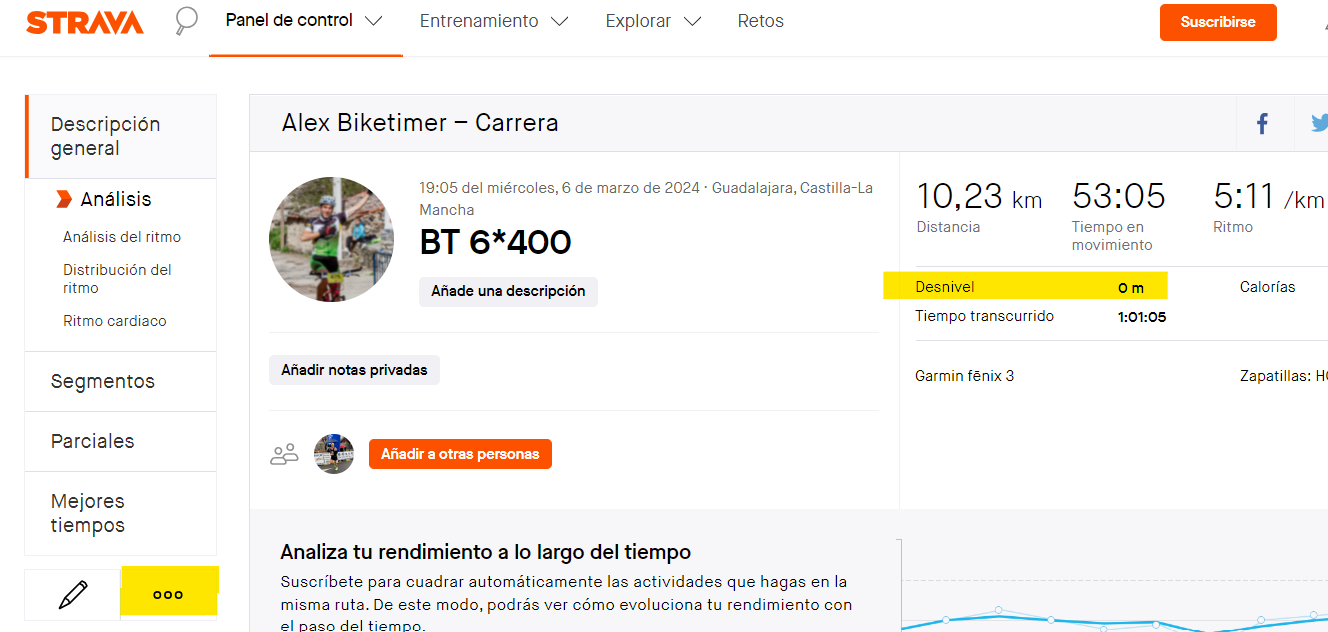 STRAVA
Panel de control
Entrenamiento
Explorar
Retos
Suscribirse
Descripción
general
Análisis
Análisis del ritmo
Distribución del
ritmo
Ritmo cardiaco
Segmentos
Parciales
Mejores
tiempos
Alex Biketimer – Carrera
19:05 del miércoles, 6 de marzo de 2024 · Guadalajara, Castilla-La
Mancha
BT 6*400
Añade una descripción
Añadir notas privadas
Añadir a otras personas
10,23 km
Distancia
53:05
Tiempo en
movimiento
5:11 /km
Ritmo
Desnivel 0 m
Calorías
Tiempo transcurrido 1:01:05
Garmin fēnix 3
Zapatillas: HO
Analiza tu rendimiento a lo largo del tiempo
Suscríbete para cuadrar automáticamente las actividades que hagas en la
misma ruta. De este modo, podrás ver cómo evoluciona tu rendimiento con
el paso del tiempo.